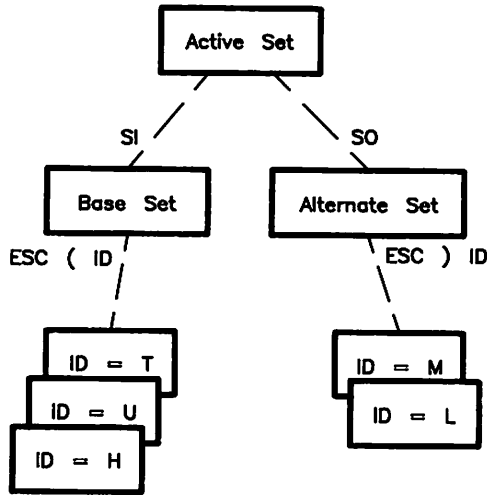 Active Set
SI
SO
Base Set
Alternate Set
ESC ( ID
ESC ) ID
ID = T
ID = M
ID = U
ID = L
ID = H